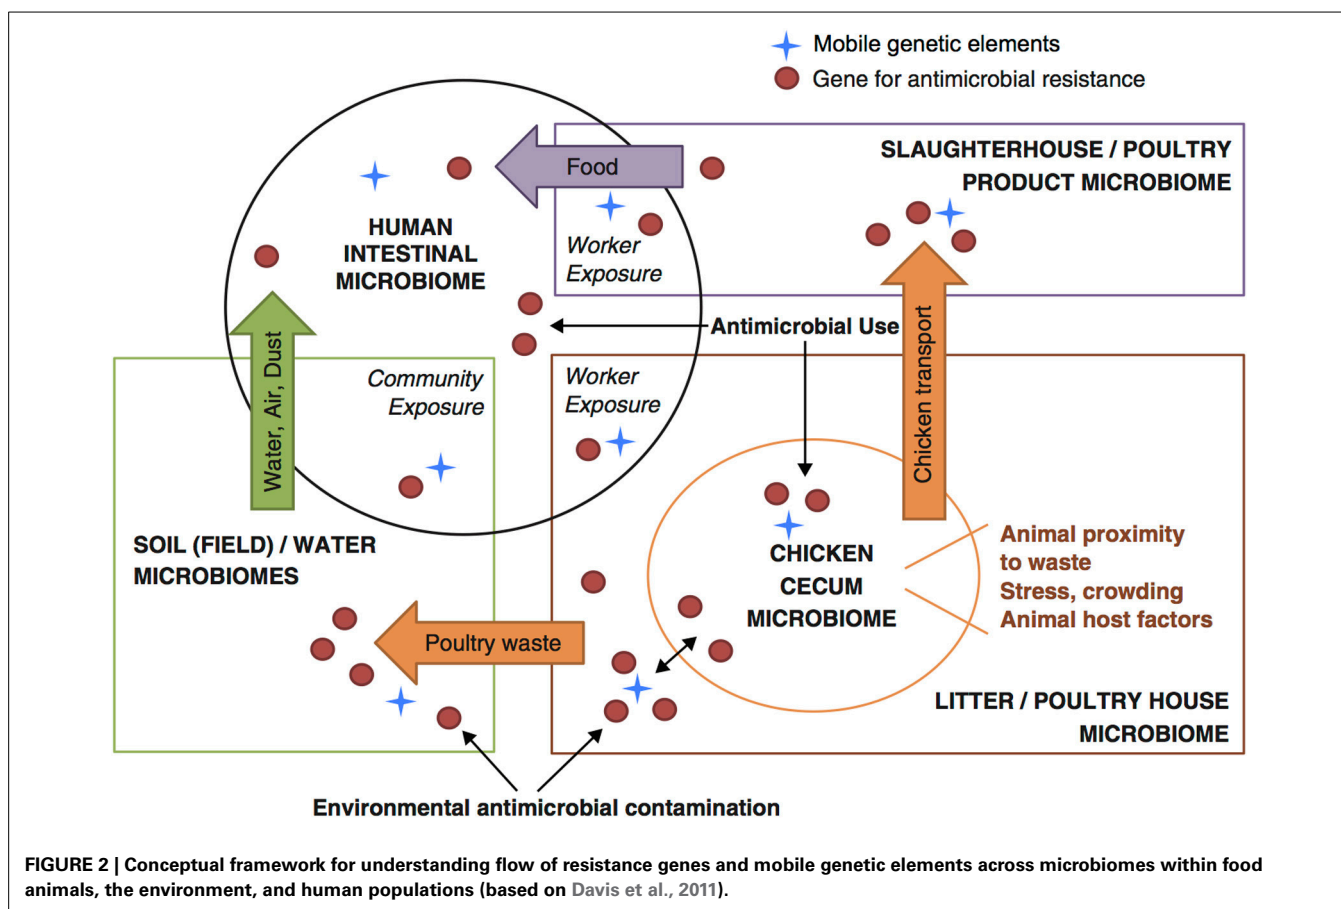 Mobile genetic elements
Gene for antimicrobial resistance
SLAUGHTERHOUSE / POULTRY
PRODUCT MICROBIOME
Food
HUMAN
INTESTINAL
MICROBIOME
Worker
Exposure
Antimicrobial Use
Chicken transport
Water, Air, Dust
Community
Exposure
Worker
Exposure
SOIL (FIELD) / WATER
MICROBIOMES
CHICKEN
CECUM
MICROBIOME
Animal proximity
to waste
Stress, crowding
Animal host factors
Poultry waste
LITTER / POULTRY HOUSE
MICROBIOME
Environmental antimicrobial contamination
FIGURE 2 | Conceptual framework for understanding flow of resistance genes and mobile genetic elements across microbiomes within food
animals, the environment, and human populations (based on Davis et al., 2011).